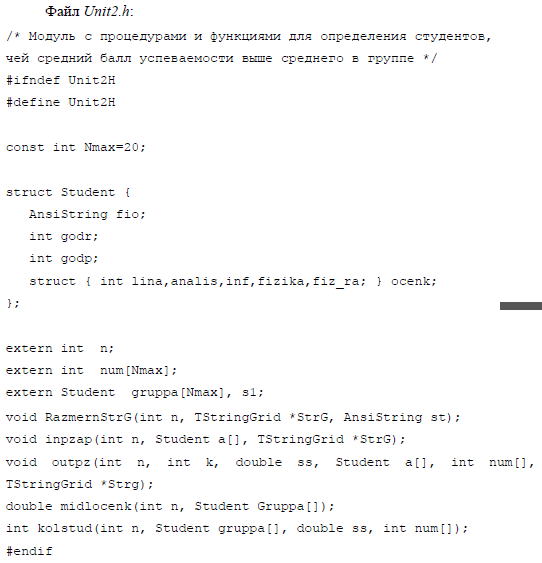 Файл Unit2.h:
/* Модуль с процедурами и функциями для определения студентов,
чей средний балл успеваемости выше среднего в группе */
#ifndef Unit2H
#define Unit2H
const int Nmax=20;
struct Student {
AnsiString fio;
int godr;
int godp;
struct { int lina,analis,inf,fizika,fiz_ra; } ocenk;
};
extern int n;
extern int num[Nmax];
extern Student gruppa[Nmax], s1;
void RazmernStrG(int n, TStringGrid *StrG, AnsiString st);
void inpzap(int n, Student a[], TStringGrid *StrG);
void outpz(int n, int k, double ss, Student a[], int num[],
TStringGrid *Strg);
double midlocenk(int n, Student Gruppa[]);
int kolstud(int n, Student gruppa[], double ss, int num[]);
#endif